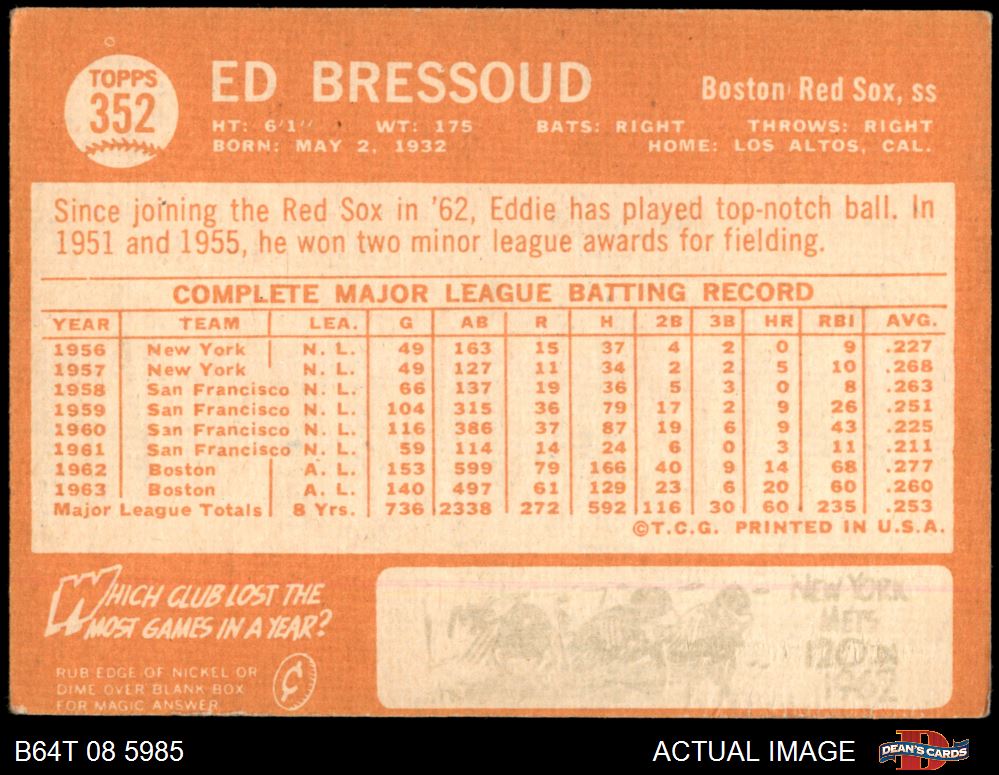 TOPPS
352
ED BRESSOUD
Boston Red Sox, ss
HT: 6'1" WT: 175 BATS: RIGHT THROWS: RIGHT
BORN: MAY 2, 1932 HOME: LOS ALTOS, CAL.
Since joining the Red Sox in '62, Eddie has played top-notch ball. In
1951 and 1955, he won two minor league awards for fielding.
COMPLETE MAJOR LEAGUE BATTING RECORD
YEAR TEAM LEA. G AB R H 2B 3B HR RBI AVG.
1956 New York N. L. 49 163 15 37 4 2 0 9 .227
1957 New York N. L. 49 127 11 34 2 2 5 10 .268
1958 San Francisco N. L. 66 137 19 36 5 3 0 8 .263
1959 San Francisco N. L. 104 315 36 79 17 2 9 26 .251
1960 San Francisco N. L. 116 386 37 87 19 6 9 43 .225
1961 San Francisco N. L. 59 114 14 24 6 0 3 11 .211
1962 Boston A. L. 153 599 79 166 40 9 14 68 .277
1963 Boston A. L. 140 497 61 129 23 6 20 60 .260
Major League Totals 8 Yrs. 736 2338 272 592 116 30 60 235 .253
©T.C.G. PRINTED IN U.S.A.
WHICH CLUB LOST THE
MOST GAMES IN A YEAR?
RUB EDGE OF NICKEL OR
DIME OVER BLANK BOX
FOR MAGIC ANSWER
NEW YORK
METS
120 in
1962
B64T 08 5985
ACTUAL IMAGE
DEAN'S CARDS